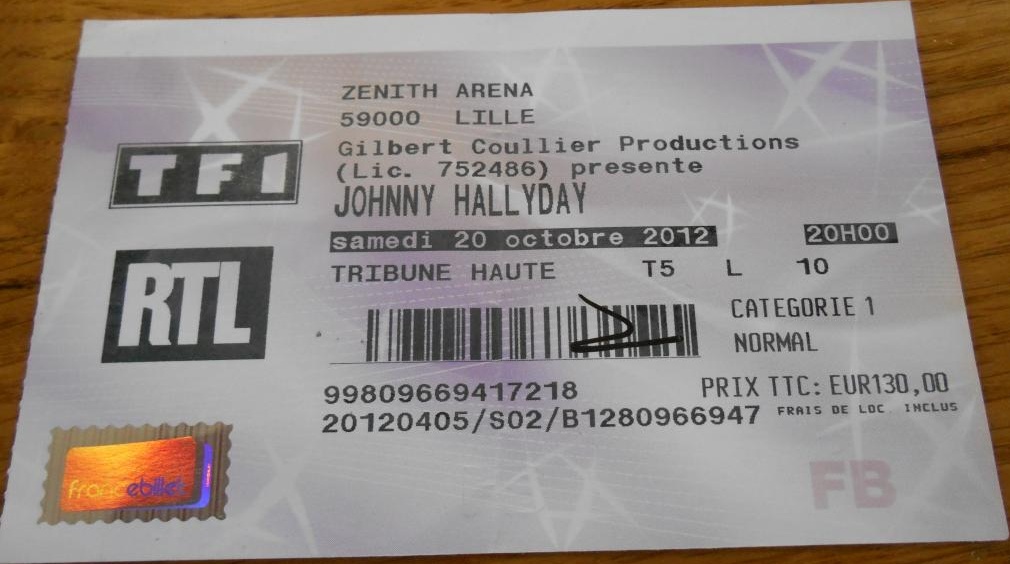 ZENITH ARENA
59000 LILLE
Gilbert Coullier Productions
(Lic. 752486) presente
JOHNNY HALLYDAY
samedi 20 octobre 2012 20H00
TRIBUNE HAUTE T5 L 10
TF1
RTL
CATEGORIE 1
NORMAL
99809669417218
PRIX TTC: EUR130,00
20120405/S02/B1280966947
FRAIS DE LOC INCLUS
francebillet
FB